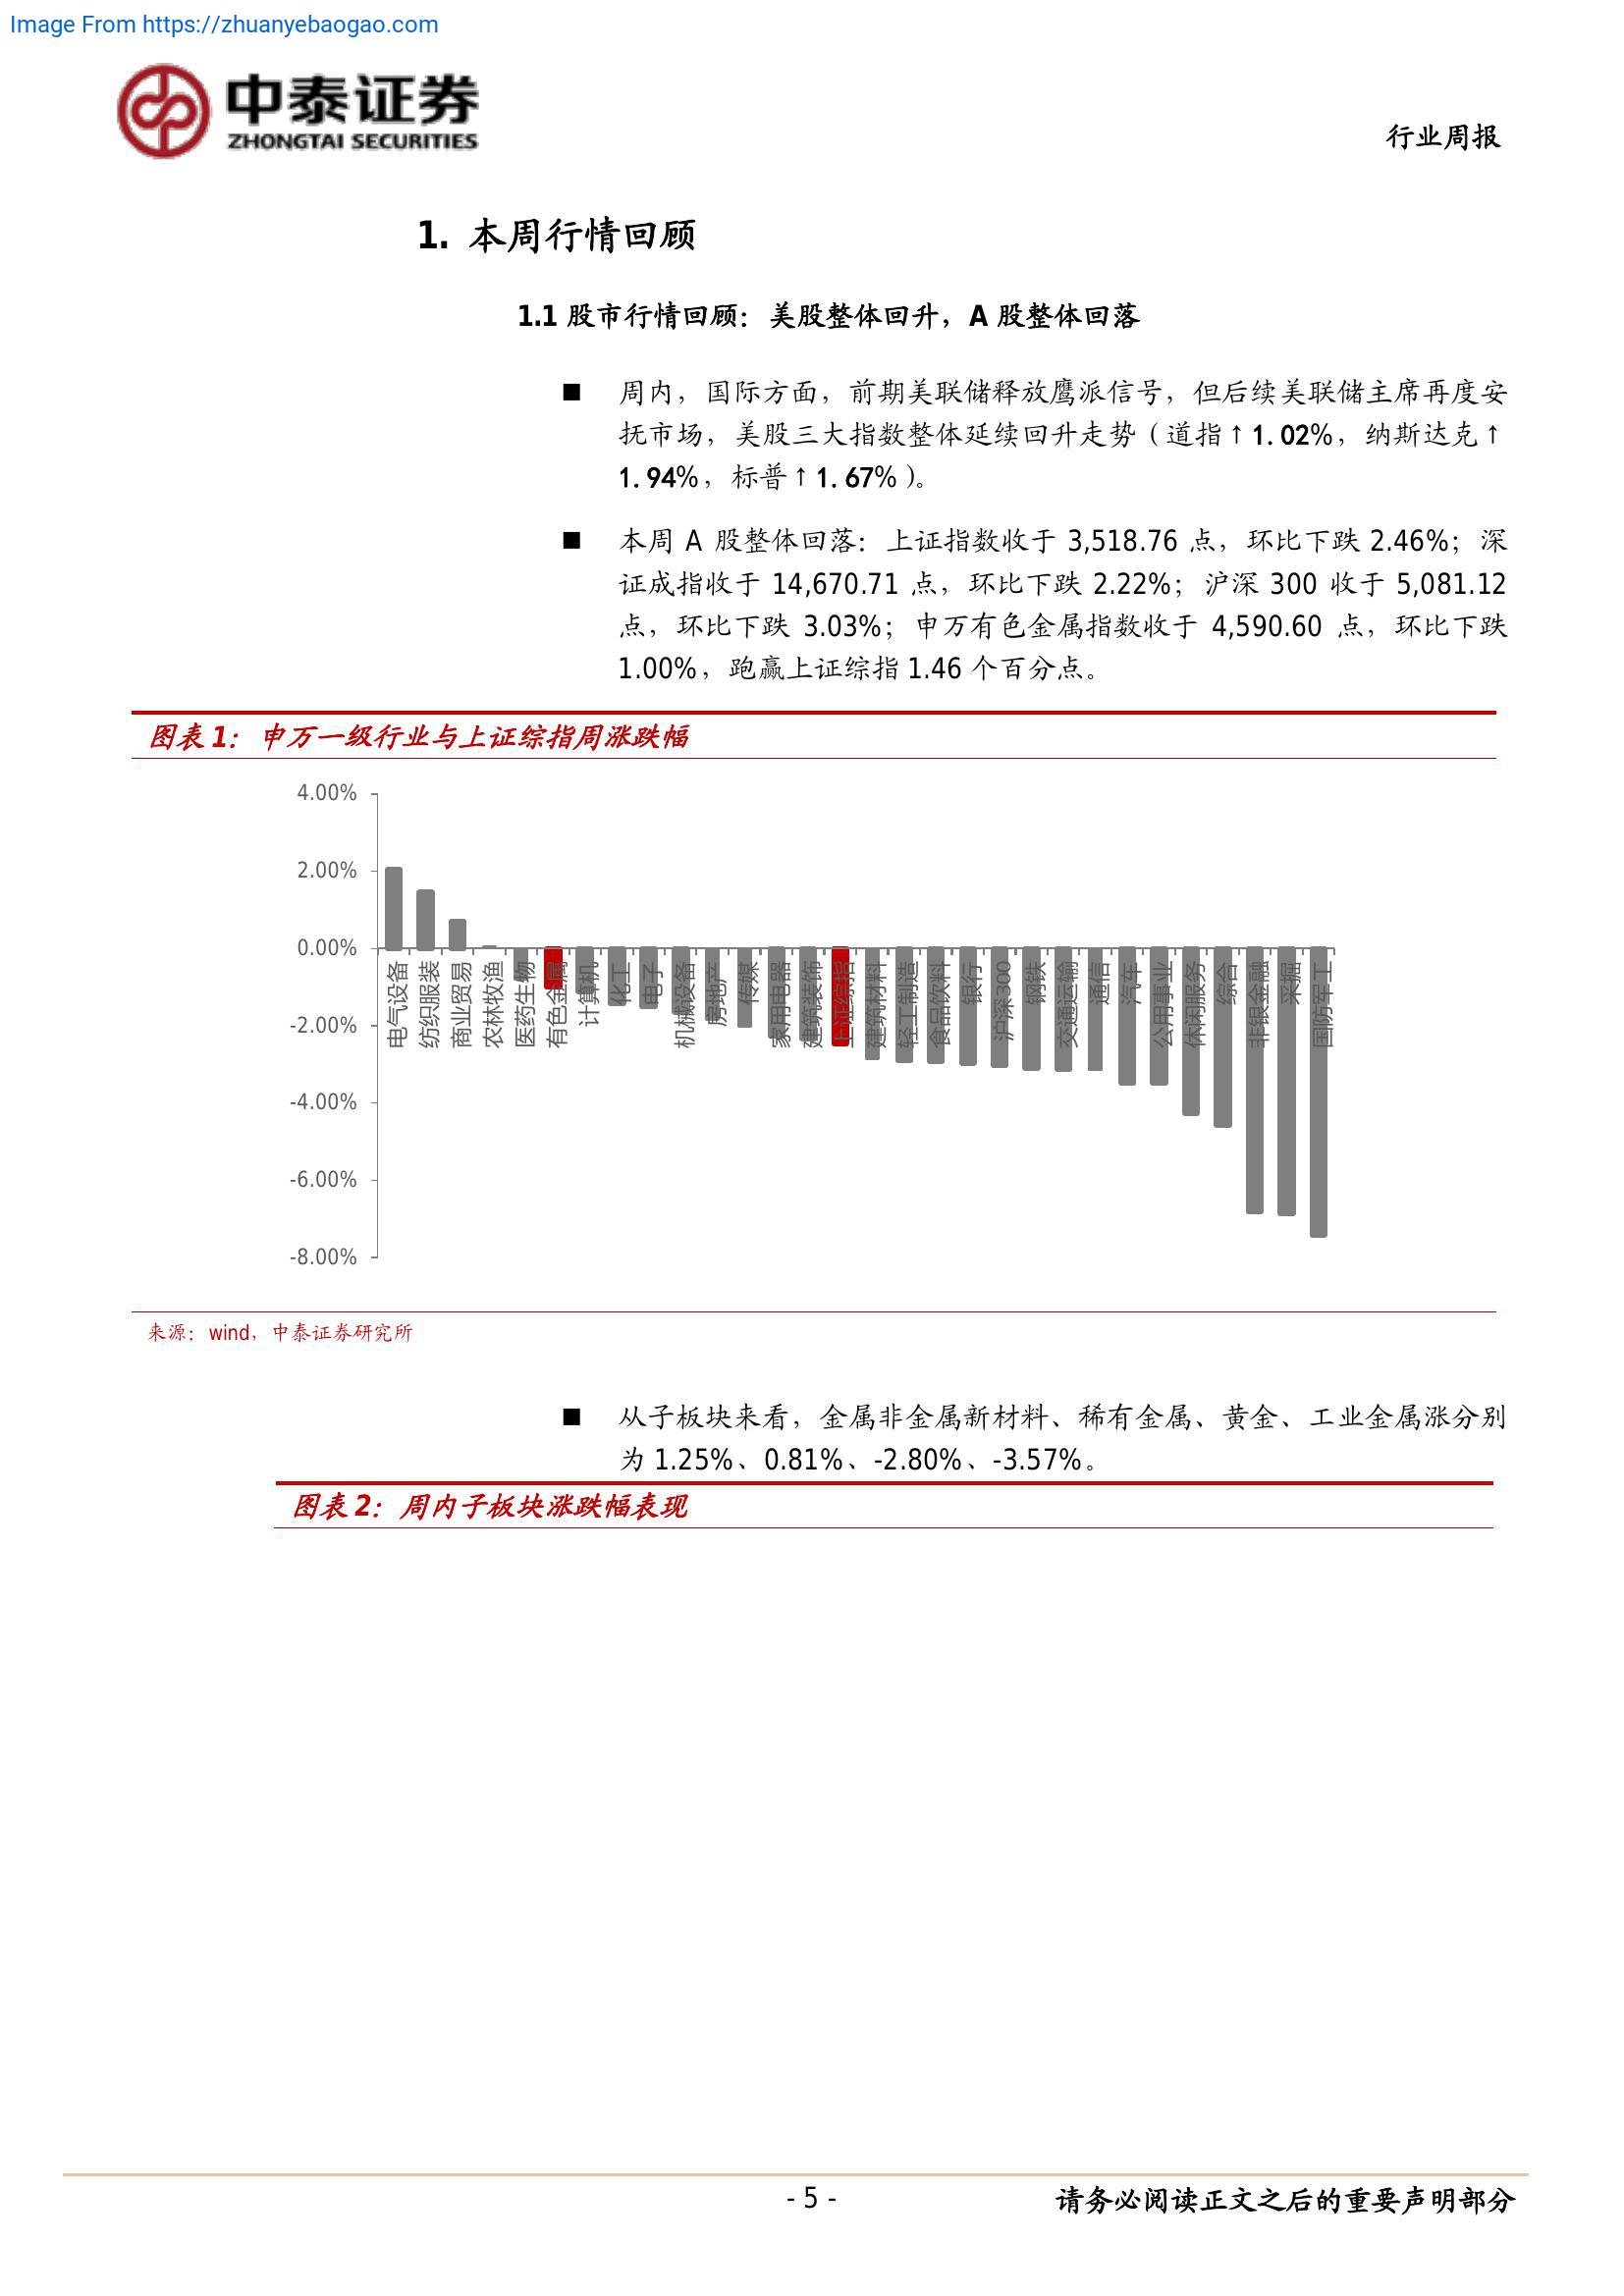 Image From https://zhuanyebaogao.com
中泰证券
ZHONGTAI SECURITIES
行业周报
1. 本周行情回顾
1.1 股市行情回顾：美股整体回升，A 股整体回落
■ 周内，国际方面，前期美联储释放鹰派信号，但后续美联储主席再度安
抚市场，美股三大指数整体延续回升走势（道指↑1.02%，纳斯达克↑
1.94%，标普↑1.67%）。
■ 本周 A 股整体回落：上证指数收于 3,518.76 点，环比下跌 2.46%；深
证成指收于 14,670.71 点，环比下跌 2.22%；沪深 300 收于 5,081.12
点，环比下跌 3.03%；申万有色金属指数收于 4,590.60 点，环比下跌
1.00%，跑赢上证综指 1.46 个百分点。
图表 1：申万一级行业与上证综指周涨跌幅
4.00%
2.00%
0.00%
-2.00%
-4.00%
-6.00%
-8.00%
电气设备
纺织服装
商业贸易
农林牧渔
医药生物
有色金属
计算机
化工
电子
机械设备
房地产
传媒
家用电器
建筑装饰
上证综指
建筑材料
轻工制造
食品饮料
银行
沪深300
钢铁
交通运输
通信
汽车
公用事业
休闲服务
综合
非银金融
采掘
国防军工
来源：wind，中泰证券研究所
■ 从子板块来看，金属非金属新材料、稀有金属、黄金、工业金属涨分别
为 1.25%、0.81%、-2.80%、-3.57%。
图表 2：周内子板块涨跌幅表现
- 5 -
请务必阅读正文之后的重要声明部分